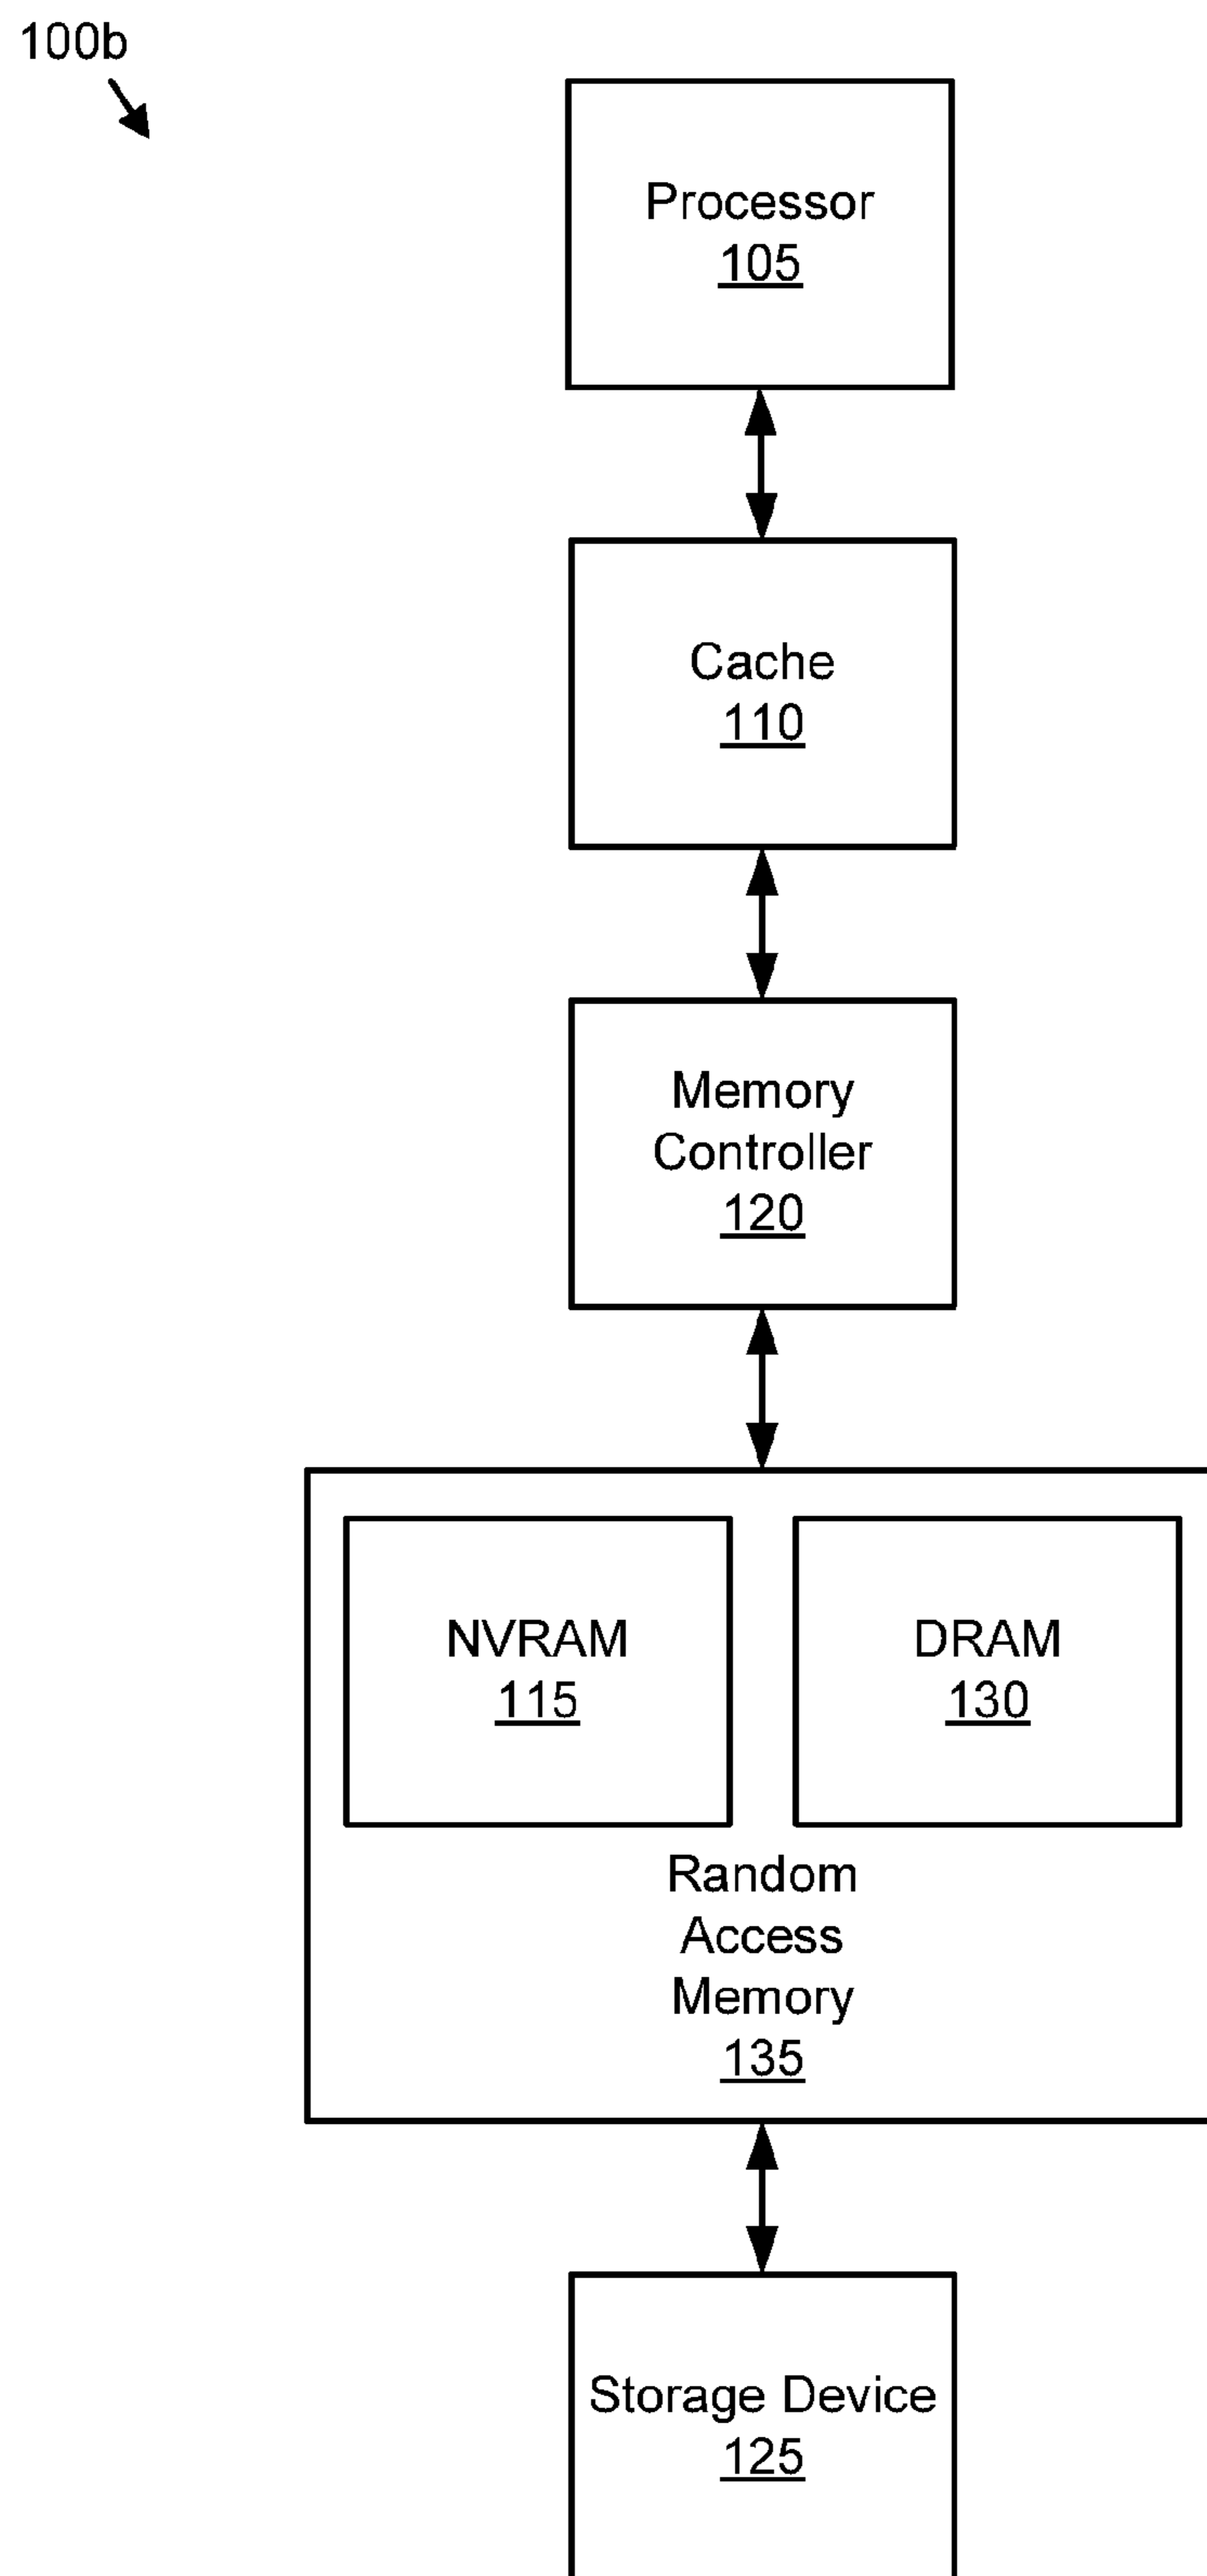 100b
Processor
105
Cache
110
Memory
Controller
120
NVRAM
115
DRAM
130
Random
Access
Memory
135
Storage Device
125